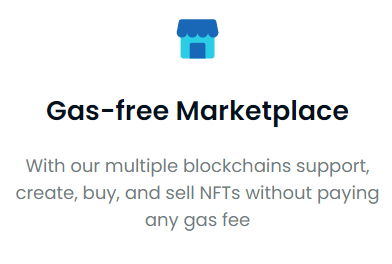 Gas-free Marketplace
With our multiple blockchains support,
create, buy, and sell NFTs without paying
any gas fee